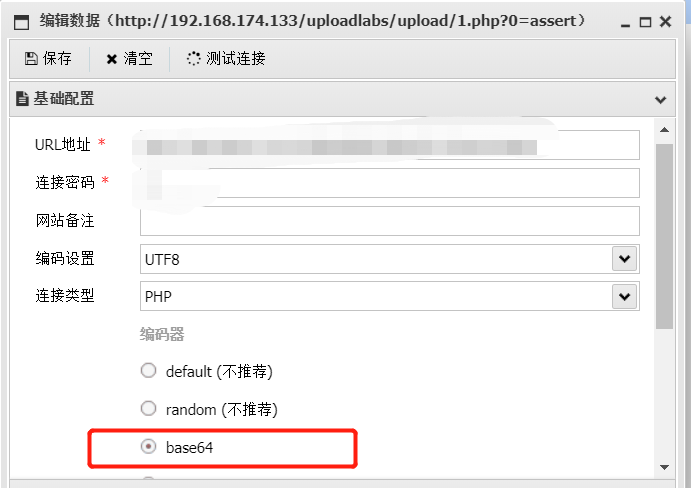 编辑数据（http://192.168.174.133/uploadlabs/upload/1.php?0=assert）
保存 清空 测试连接
基础配置
URL地址 *
连接密码 *
网站备注
编码设置 UTF8
连接类型 PHP
编码器
default (不推荐)
random (不推荐)
base64